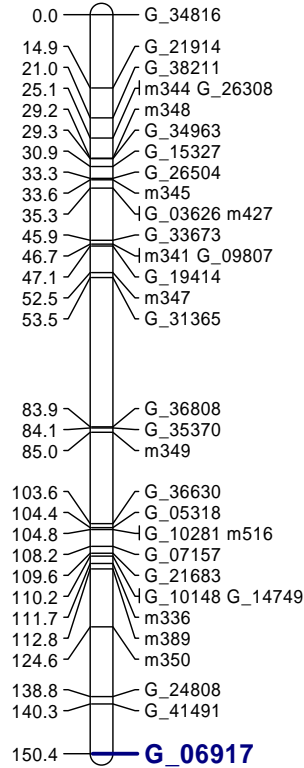 0.0 G_34816
14.9 G_21914
21.0 G_38211
25.1 m344 G_26308
29.2 m348
29.3 G_34963
30.9 G_15327
33.3 G_26504
33.6 m345
35.3 G_03626 m427
45.9 G_33673
46.7 m341 G_09807
47.1 G_19414
52.5 m347
53.5 G_31365
83.9 G_36808
84.1 G_35370
85.0 m349
103.6 G_36630
104.4 G_05318
104.8 G_10281 m516
108.2 G_07157
109.6 G_21683
110.2 G_10148 G_14749
111.7 m336
112.8 m389
124.6 m350
138.8 G_24808
140.3 G_41491
150.4 G_06917